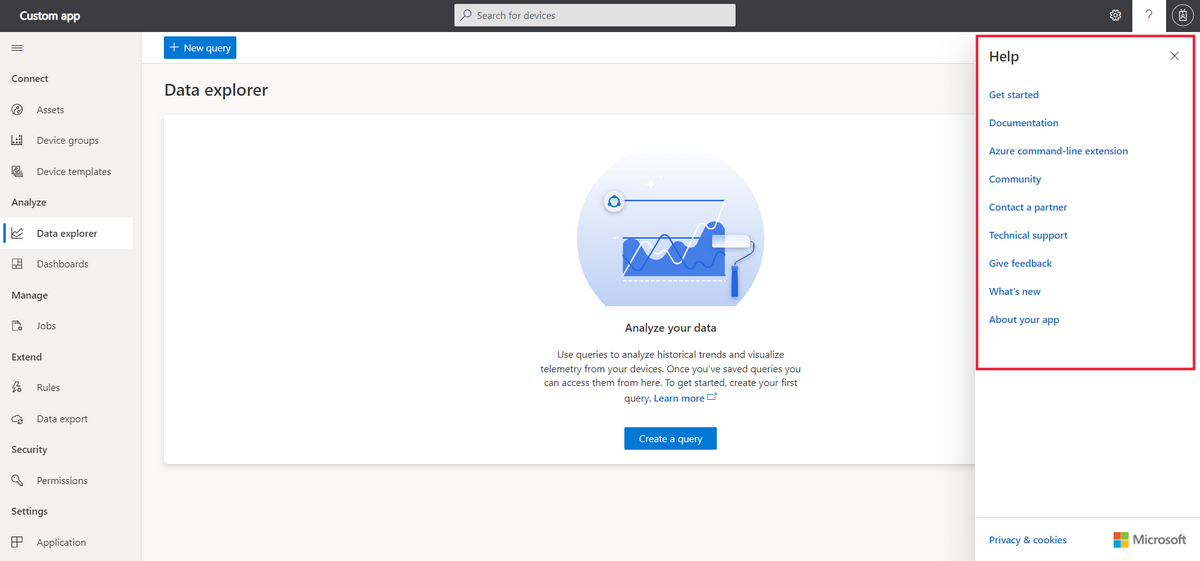 Custom app
Search for devices
?
Connect
Assets
Device groups
Device templates
Analyze
Data explorer
Dashboards
Manage
Jobs
Extend
Rules
Data export
Security
Permissions
Settings
Application
New query
Data explorer
Analyze your data
Use queries to analyze historical trends and visualize
telemetry from your devices. Once you've saved queries you
can access them from here. To get started, create your first
query. Learn more
Create a query
Help
Get started
Documentation
Azure command-line extension
Community
Contact a partner
Technical support
Give feedback
What's new
About your app
Privacy & cookies
Microsoft